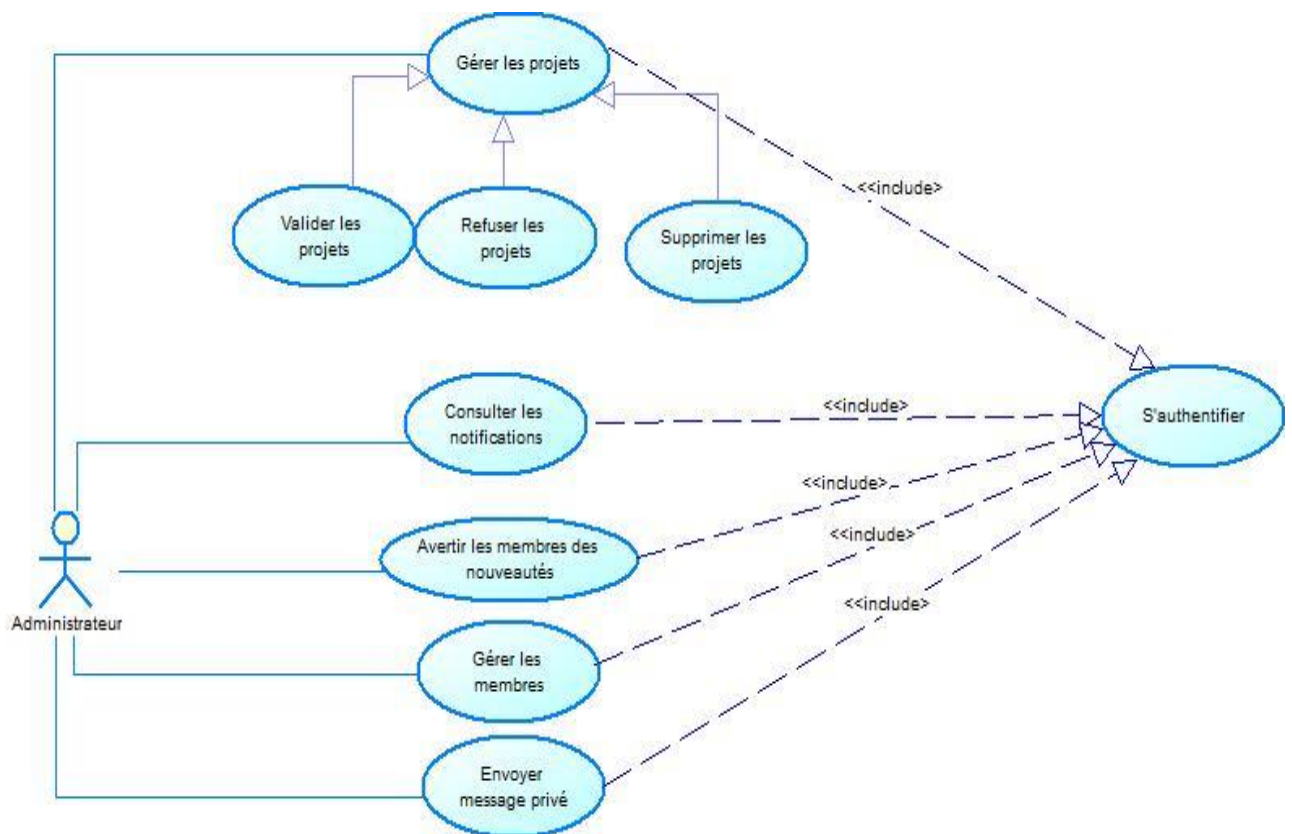 Gérer les projets
<<include>
Valider les
projets
Refuser les
projets
Supprimer les
projets
Consulter les
notifications
<<include>
S'authentifier
<<include>
Avertir les membres des
nouveautés
<<include>
Administrateur
<<include>
Gérer les
membres
Envoyer
message privé